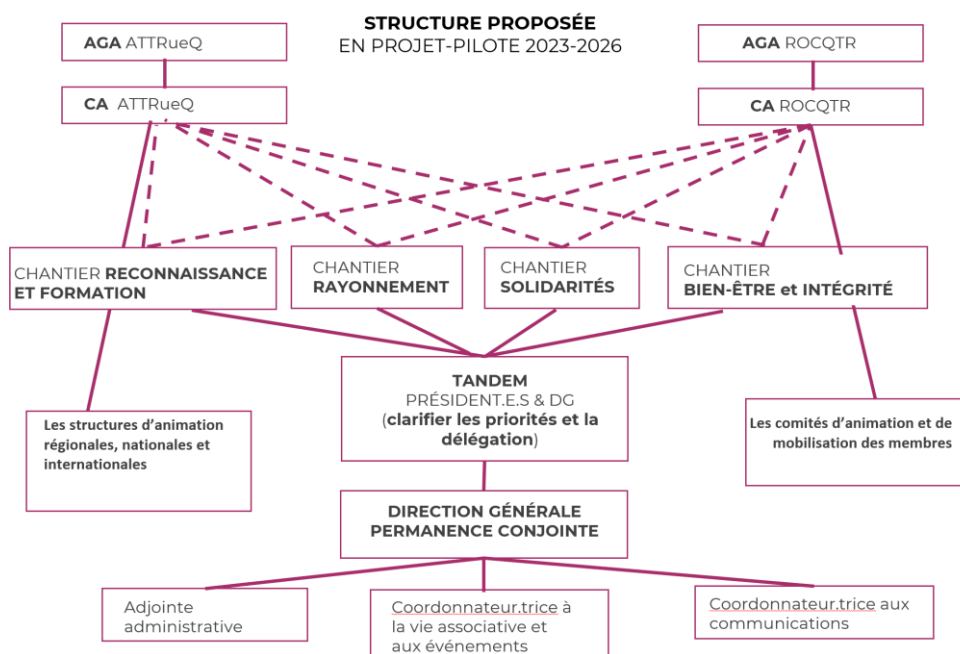 STRUCTURE PROPOSÉE
EN PROJET-PILOTE 2023-2026
AGA ATTRueQ
AGA ROCQTR
CA ATTRueQ
CA ROCQTR
CHANTIER RECONNAISSANCE
ET FORMATION
CHANTIER
RAYONNEMENT
CHANTIER
SOLIDARITÉS
CHANTIER
BIEN-ÊTRE et INTÉGRITÉ
TANDEM
PRÉSIDENT.E.S & DG
(clarifier les priorités et la
délégation)
Les structures d’animation
régionales, nationales et
internationales
Les comités d’animation et de
mobilisation des membres
DIRECTION GÉNÉRALE
PERMANENCE CONJOINTE
Adjointe
administrative
Coordonnateur.trice à
la vie associative et
aux événements
Coordonnateur.trice aux
communications